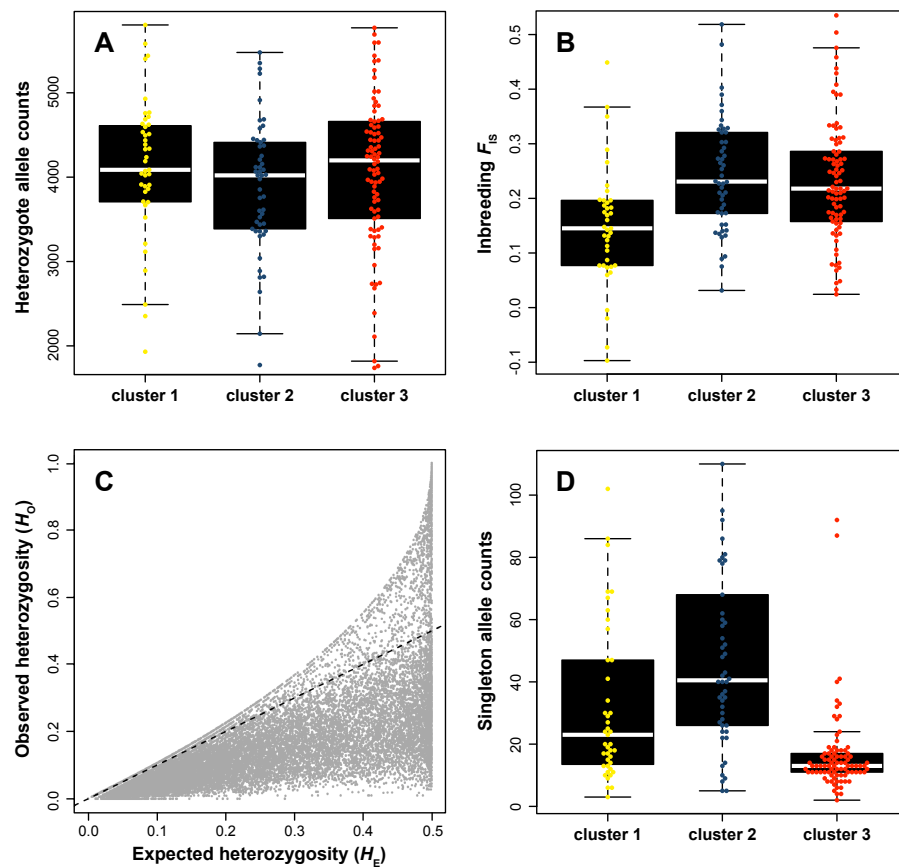 A
Heterozygote allele counts
5000
4000
3000
2000
cluster 1 cluster 2 cluster 3
B
Inbreeding FIS
0.5
0.4
0.3
0.2
0.1
0.0
-0.1
cluster 1 cluster 2 cluster 3
C
Observed heterozygosity (HO)
1.0
0.8
0.6
0.4
0.2
0.0
0.0 0.1 0.2 0.3 0.4 0.5
Expected heterozygosity (HE)
D
Singleton allele counts
100
80
60
40
20
0
cluster 1 cluster 2 cluster 3